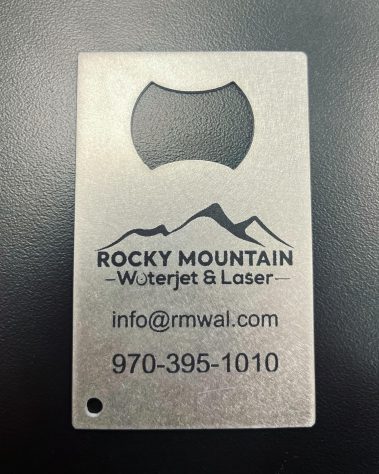 ROCKY MOUNTAIN
Waterjet & Laser
info@rmwal.com
970-395-1010